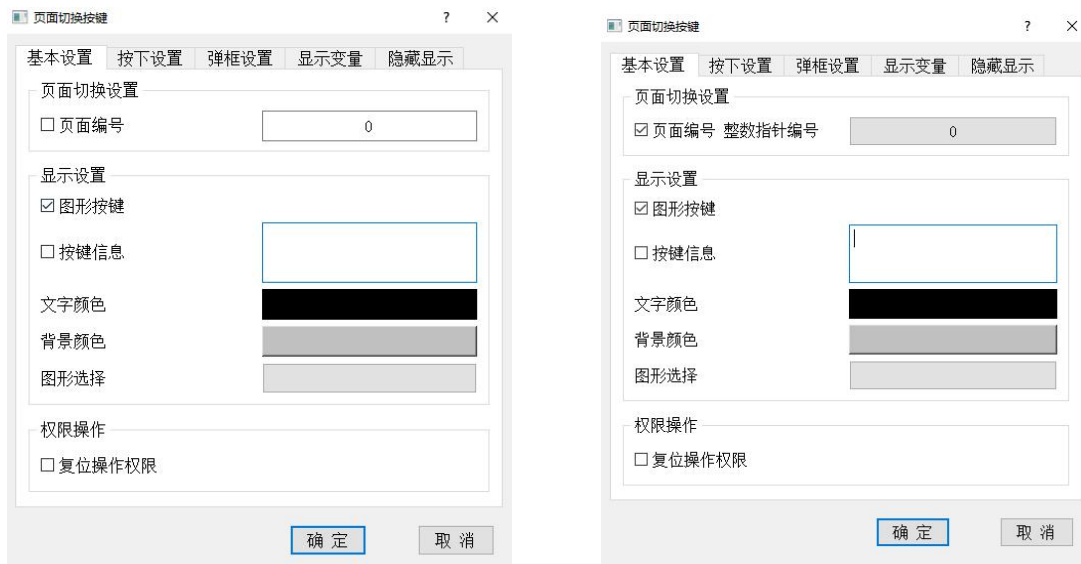 页面切换按键
基本设置 按下设置 弹框设置 显示变量 隐藏显示
页面切换设置
页面编号 0
显示设置
图形按键
按键信息
文字颜色
背景颜色
图形选择
权限操作
复位操作权限
确 定 取 消
页面切换按键
基本设置 按下设置 弹框设置 显示变量 隐藏显示
页面切换设置
页面编号 整数指针编号 0
显示设置
图形按键
按键信息
文字颜色
背景颜色
图形选择
权限操作
复位操作权限
确 定 取 消